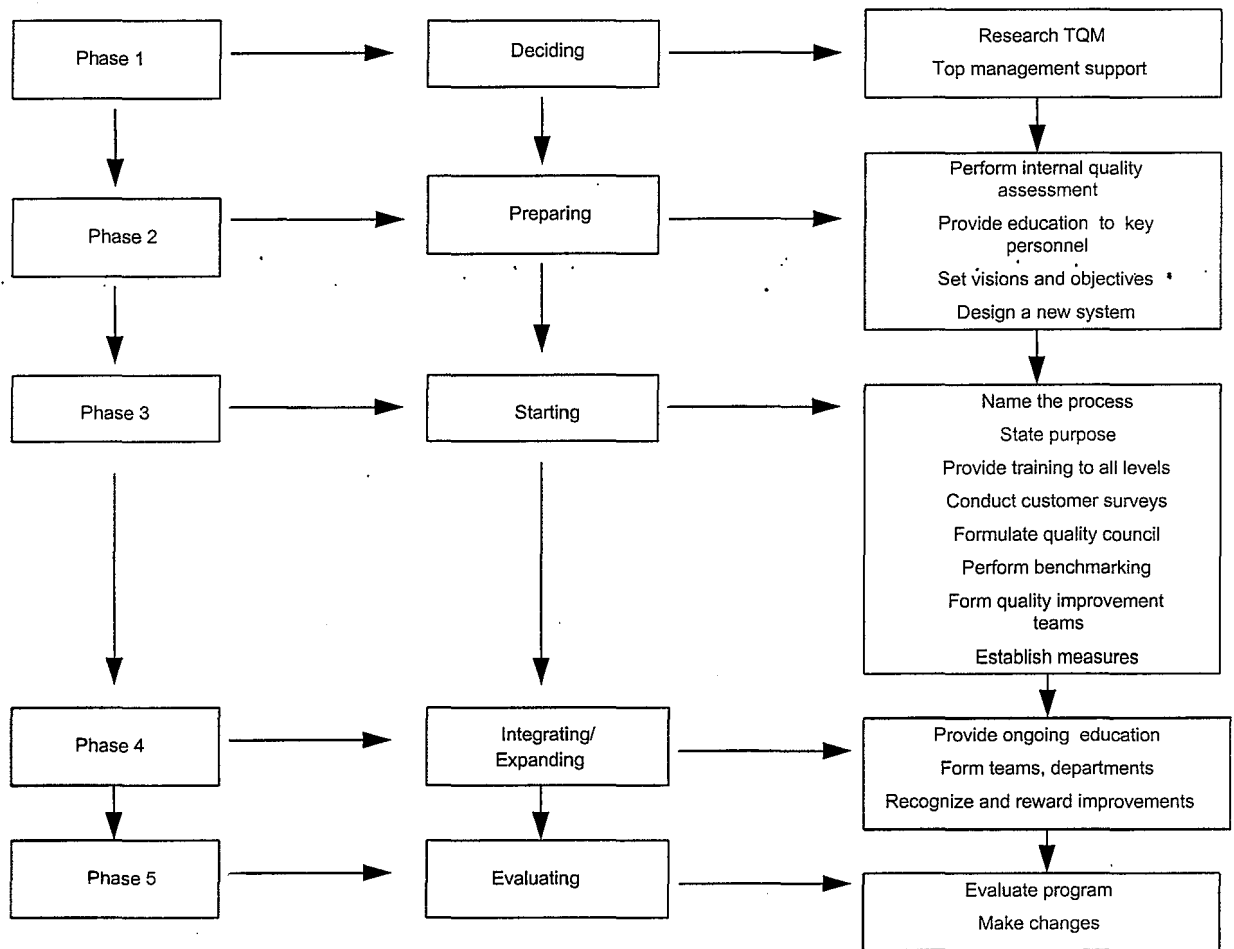 Phase 1
Deciding
Research TQM
Top management support
Phase 2
Preparing
Perform internal quality
assessment
Provide education to key
personnel
Set visions and objectives
Design a new system
Phase 3
Starting
Name the process
State purpose
Provide training to all levels
Conduct customer surveys
Formulate quality council
Perform benchmarking
Form quality improvement
teams
Establish measures
Phase 4
Integrating/
Expanding
Provide ongoing education
Form teams, departments
Recognize and reward improvements
Phase 5
Evaluating
Evaluate program
Make changes